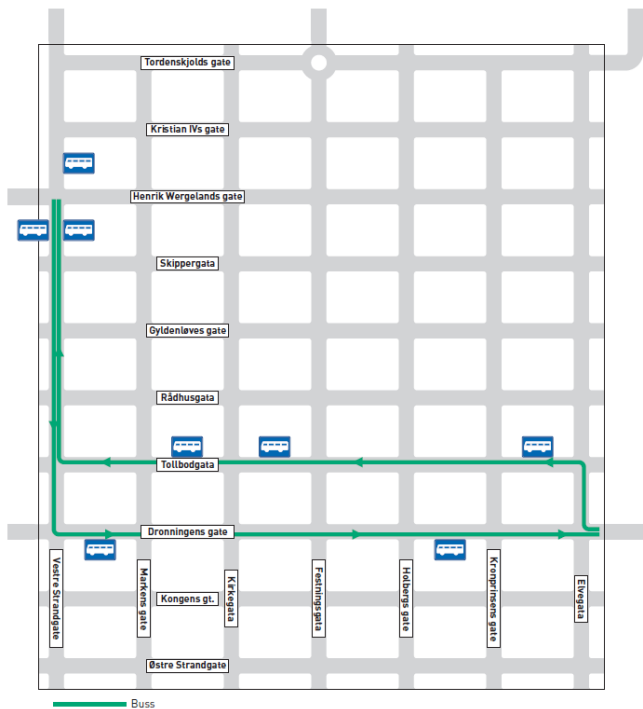 Tordenskjolds gate
Kristian IVs gate
Henrik Wergelands gate
Skippergata
Gyldenløves gate
Rådhusgata
Tollbodgata
Dronningens gate
Vestre Strandgate
Markens gate
Kirkegata
Festningsgata
Holbergs gate
Kronprinsens gate
Elvegata
Kongens gt.
Østre Strandgate
Buss